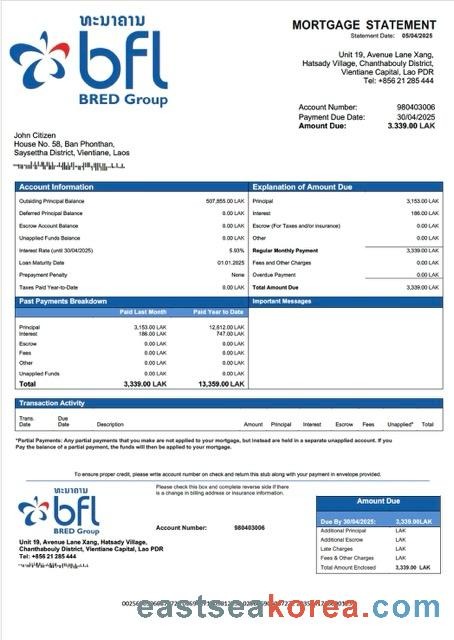 ທະນາຄານ
bfl
BRED Group
MORTGAGE STATEMENT
Statement Date: 05/04/2025
Unit 19, Avenue Lane Xang,
Hatsady Village, Chanthabouly District,
Vientiane Capital, Lao PDR
Tel: +856 21 285 444
Account Number: 980403006
Payment Due Date: 30/04/2025
Amount Due: 3.339.00 LAK
John Citizen
House No. 58, Ban Phonthan,
Saysettha District, Vientiane, Laos
Account Information
Outsiding Principal Balance 507,855.00 LAK
Deferred Principal Balance 0.00 LAK
Escrow Account Balance 0.00 LAK
Unapplied Funds Balance 0.00 LAK
Interest Rate (until 30/04/2025) 5.93%
Loan Maturity Date 01.01.2025
Prepayment Penalty None
Taxes Paid Year-to-Date 0.00 LAK
Explanation of Amount Due
Principal 3,153.00 LAK
Interest 186.00 LAK
Escrow (For Taxes and/or insurance) 0.00 LAK
Other 0.00 LAK
Regular Monthly Payment 3,339.00 LAK
Fees and Other Charges 0.00 LAK
Overdue Payment 0.00 LAK
Total Amount Due 3,339.00 LAK
Past Payments Breakdown
Paid Last Month Paid Year to Date
Principal 3,153.00 LAK 12,612.00 LAK
Interest 186.00 LAK 747.00 LAK
Escrow 0.00 LAK 0.00 LAK
Fees 0.00 LAK 0.00 LAK
Other 0.00 LAK 0.00 LAK
Unapplied Funds 0.00 LAK 0.00 LAK
Total 3,339.00 LAK 13,359.00 LAK
Important Messages
Transaction Activity
Trans. Date Due Date Description Amount Principal Interest Escrow Fees Unapplied* Total
*Partial Payments: Any partial payments that you make are not applied to your mortgage, but instead are held in a separate unapplied account. If you
Pay the balance of a partial payment, the funds will then be applied to your mortgage.
To ensure proper credit, please write account number on check and return this stub along with your payment in envelope provided.
ທະນາຄານ
bfl
BRED Group
Please check this box and complete reverse side if there
is a change in billing address or insurance information.
Account Number: 980403006
Unit 19, Avenue Lane Xang, Hatsady Village,
Chanthabouly District, Vientiane Capital, Lao PDR
Tel: +856 21 285 444
Amount Due
Due By 30/04/2025: 3,339.00LAK
Additional Principal LAK
Additional Escrow LAK
Late Charges LAK
Fees & Other Charges LAK
Total Amount Enclosed 3,339.00 LAK
eastseakorea.com